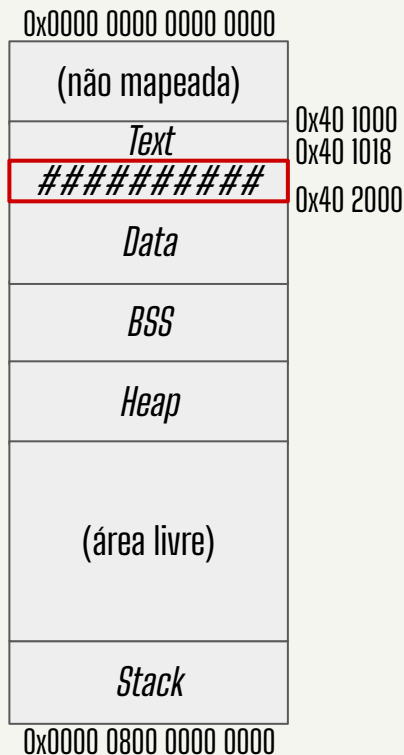 0x0000 0000 0000 0000
(não mapeada)
0x40 1000
Text
0x40 1018
##########
0x40 2000
Data
BSS
Heap
(área livre)
Stack
0x0000 0800 0000 0000